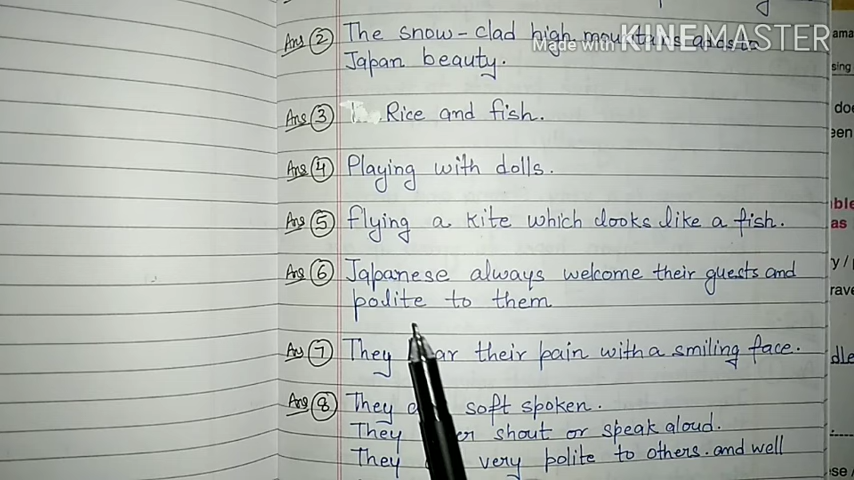 Ans ② The snow-clad high mountains adds to
Japan beauty.
Made with KINEMASTER
Ans ③ Rice and fish.
Ans ④ Playing with dolls.
Ans ⑤ Flying a kite which looks like a fish.
Ans ⑥ Japanese always welcome their guests and
polite to them
Ans ⑦ They their pain with a smiling face.
Ans ⑧ They soft spoken.
They shout or speak aloud.
They very polite to others. and well